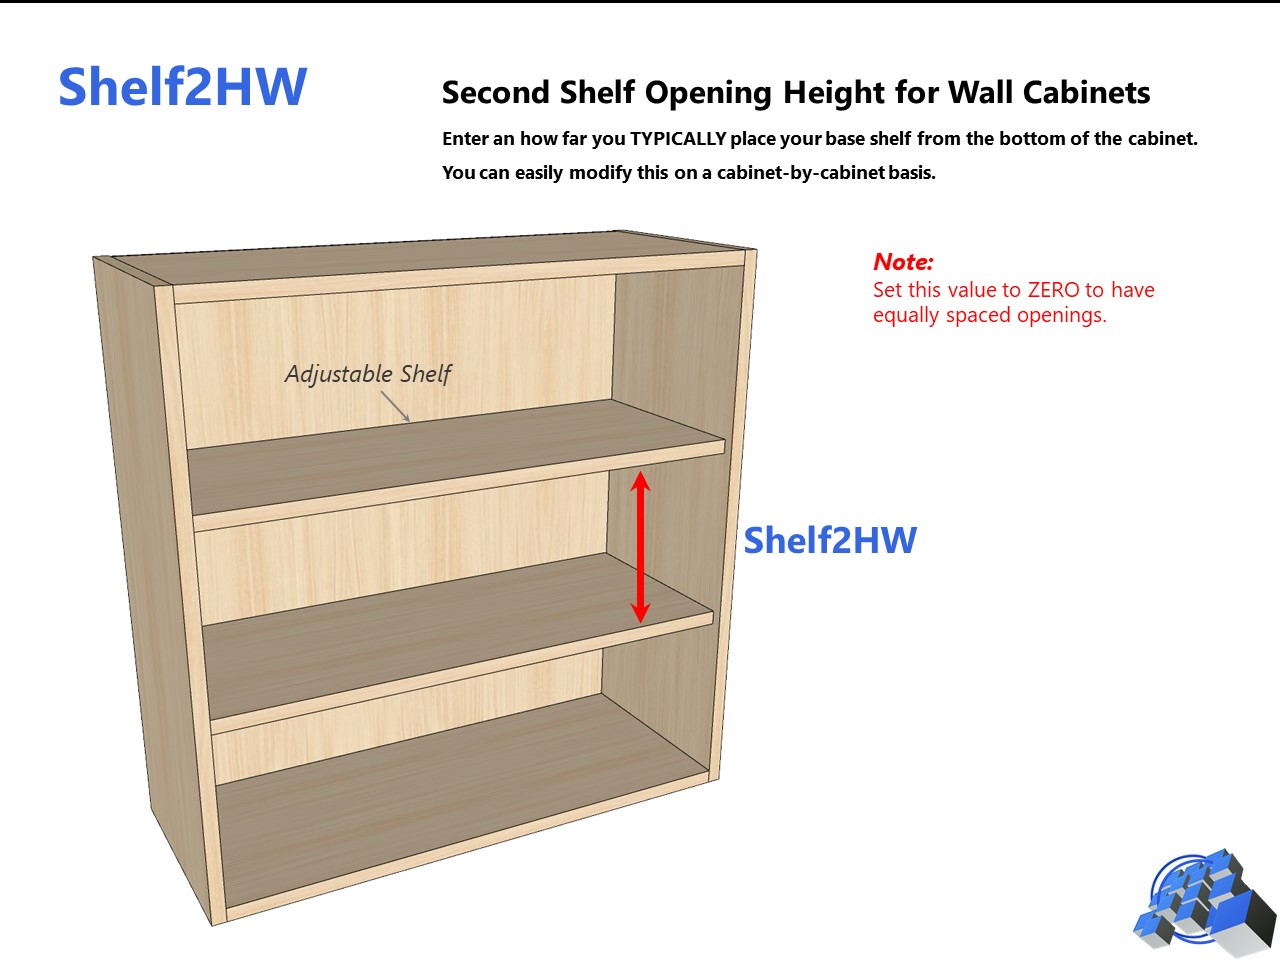 Shelf2HW
Second Shelf Opening Height for Wall Cabinets
Enter an how far you TYPICALLY place your base shelf from the bottom of the cabinet.
You can easily modify this on a cabinet-by-cabinet basis.
Note:
Set this value to ZERO to have
equally spaced openings.
Adjustable Shelf
Shelf2HW